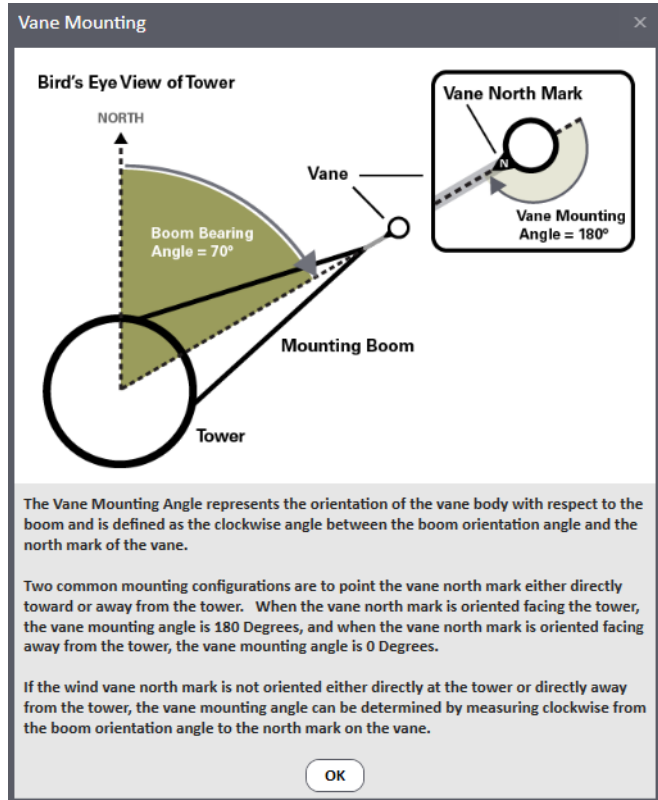 Vane Mounting
Bird's Eye View of Tower
NORTH
Vane North Mark
N
Vane
Vane Mounting
Angle = 180º
Boom Bearing
Angle = 70º
Mounting Boom
Tower
The Vane Mounting Angle represents the orientation of the vane body with respect to the
boom and is defined as the clockwise angle between the boom orientation angle and the
north mark of the vane.
Two common mounting configurations are to point the vane north mark either directly
toward or away from the tower.   When the vane north mark is oriented facing the tower,
the vane mounting angle is 180 Degrees, and when the vane north mark is oriented facing
away from the tower, the vane mounting angle is 0 Degrees.
If the wind vane north mark is not oriented either directly at the tower or directly away
from the tower, the vane mounting angle can be determined by measuring clockwise from
the boom orientation angle to the north mark on the vane.
OK